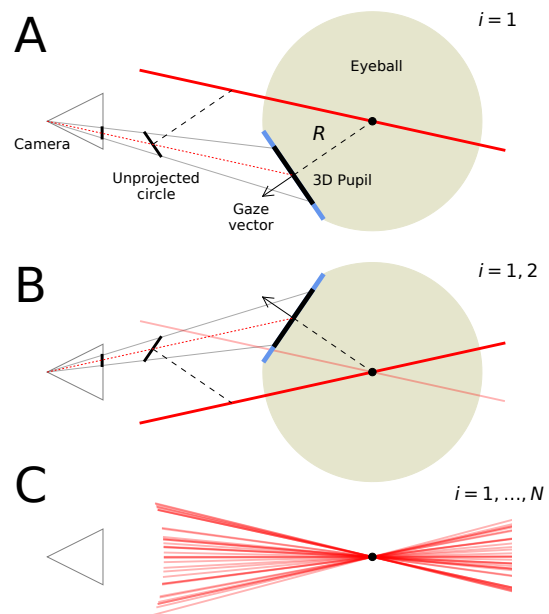 A
i = 1
Eyeball
R
Camera
Unprojected
circle
3D Pupil
Gaze
vector
B
i = 1, 2
C
i = 1, ..., N